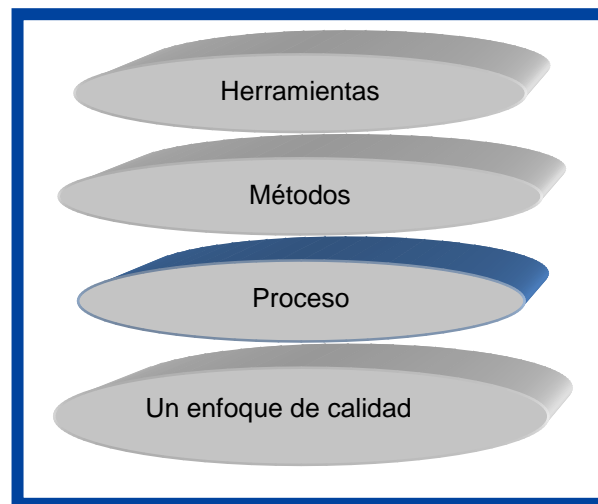 Herramientas
Métodos
Proceso
Un enfoque de calidad